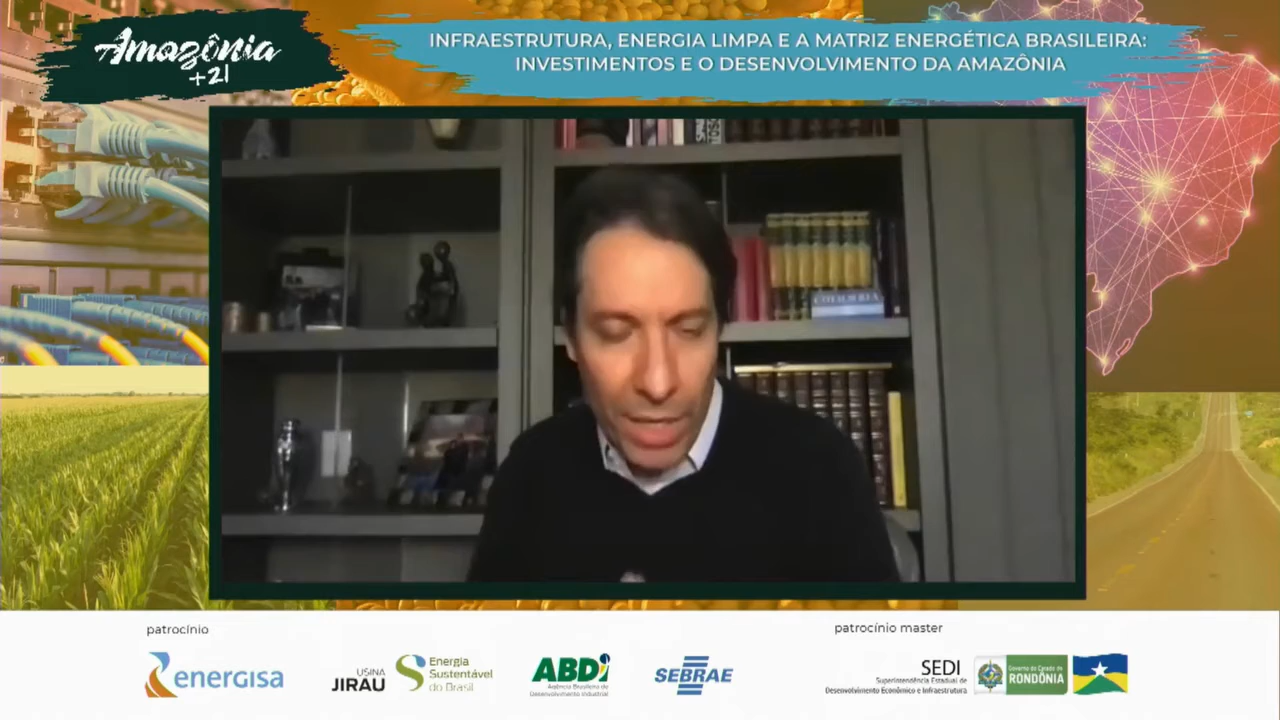 Amazônia
+21
INFRAESTRUTURA, ENERGIA LIMPA E A MATRIZ ENERGÉTICA BRASILEIRA:
INVESTIMENTOS E O DESENVOLVIMENTO DA AMAZÔNIA
patrocínio
patrocínio master
energisa
USINA
JIRAU
Energia
Sustentável
do Brasil
ABDi
Agência Brasileira de
Desenvolvimento Industrial
SEBRAE
SEDI
Superintendência Estadual de
Desenvolvimento Econômico e Infraestrutura
Governo do Estado de
RONDÔNIA